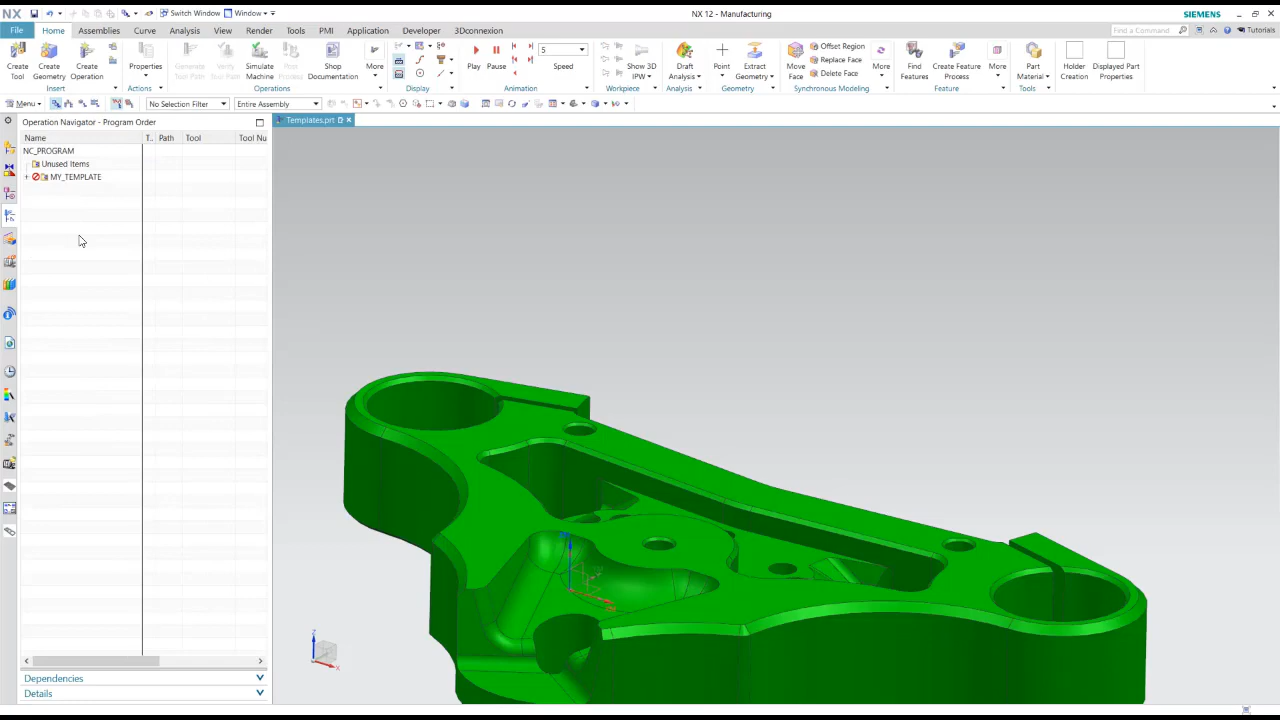 NX
Switch Window
Window
NX 12 - Manufacturing
SIEMENS
File
Home
Assemblies
Curve
Analysis
View
Render
Tools
PMI
Application
Developer
3Dconnexion
Find a Command
Tutorials
Create Tool
Create Geometry
Create Operation
Properties
Generate Tool Path
Verify Tool Path
Simulate Machine
Post Process
Shop Documentation
More
Play
Pause
5
Speed
Show 3D IPW
Draft Analysis
Point
Extract Geometry
Move Face
Offset Region
Replace Face
Delete Face
More
Find Features
Create Feature Process
More
Part Material
Holder Creation
Displayed Part Properties
Insert
Actions
Operations
Display
Animation
Workpiece
Analysis
Geometry
Synchronous Modeling
Feature
Tools
Menu
No Selection Filter
Entire Assembly
Operation Navigator - Program Order
Templates.prt
Name
T..
Path
Tool
Tool Nu
NC_PROGRAM
Unused Items
MY_TEMPLATE
Z
X
Dependencies
Details